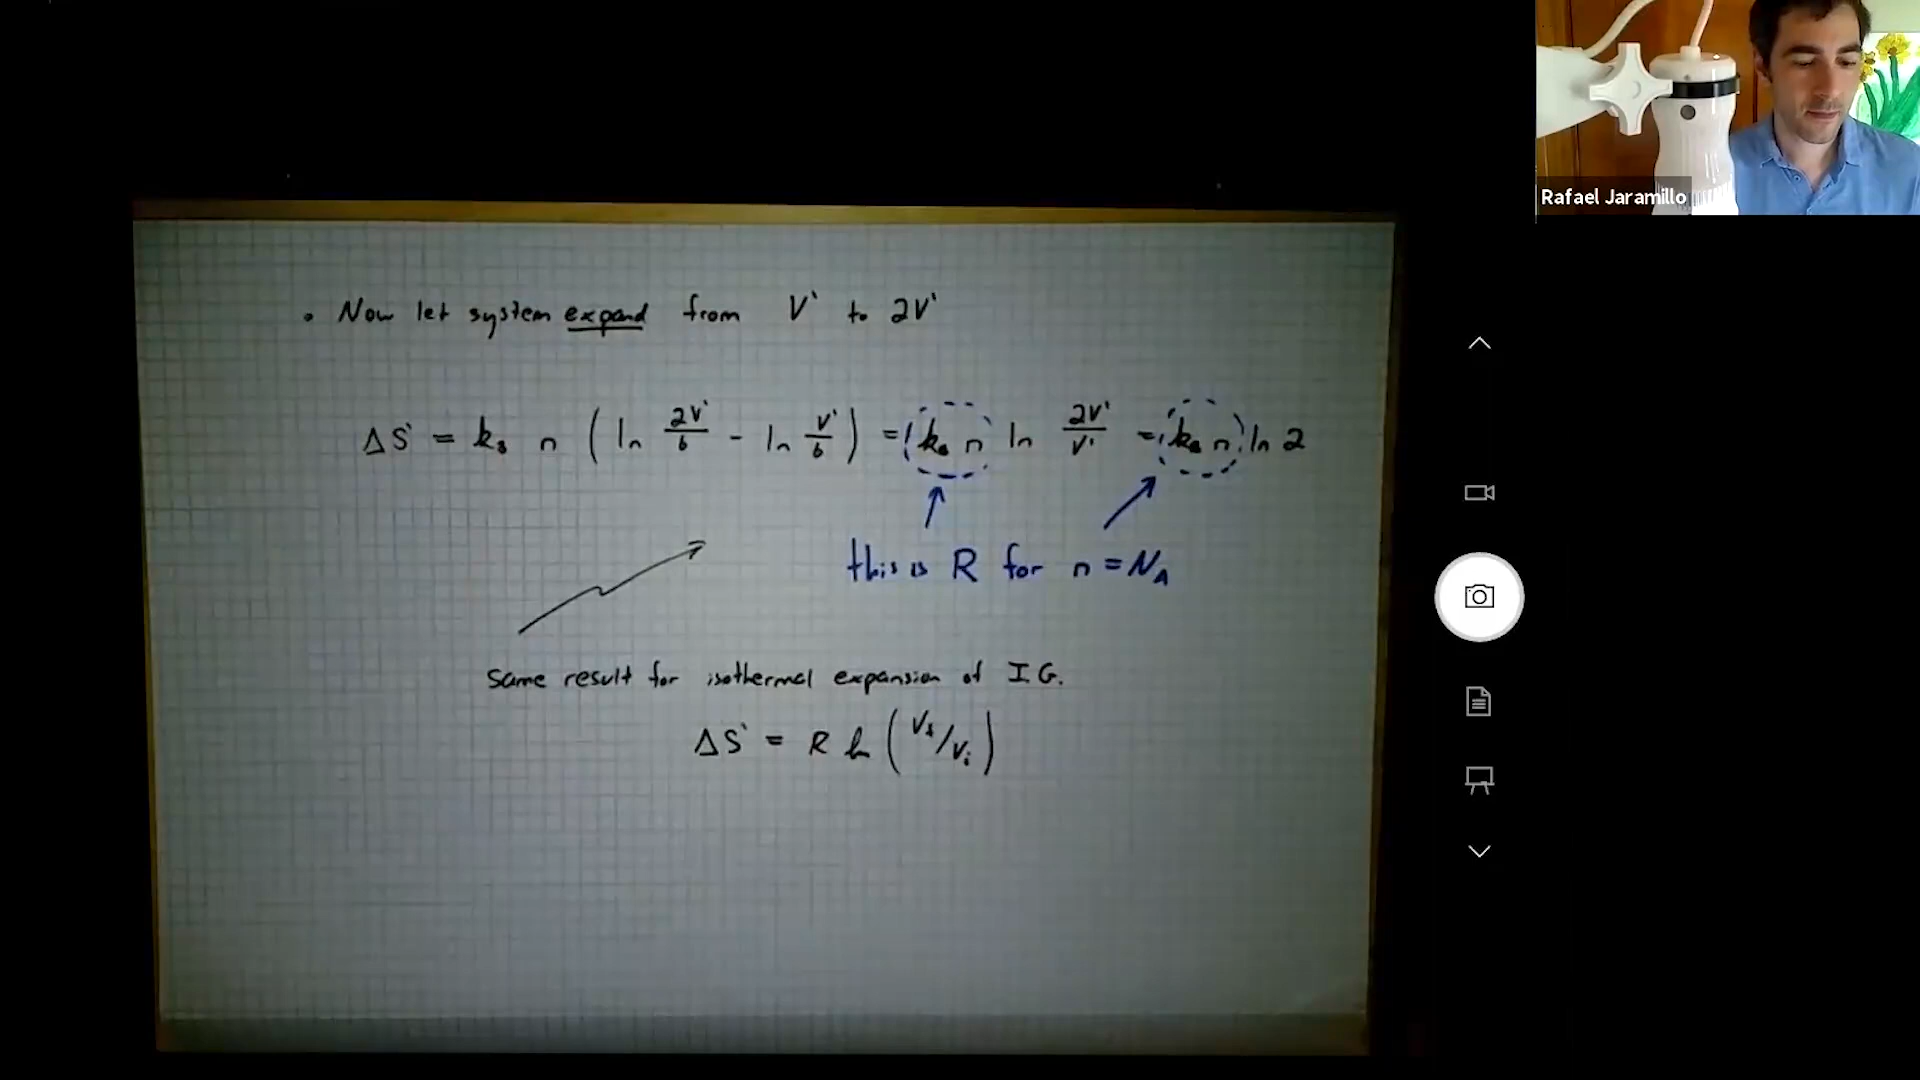 Rafael Jaramillo
• Now let system expand from V' to 2V'
ΔS' = k_B n (ln 2V'/b - ln V'/b) = (k_B n) ln 2V'/V' = (k_B n) ln 2
this is R for n = N_A
same result for isothermal expansion of I.G.
ΔS' = R ln (V_f/V_i)